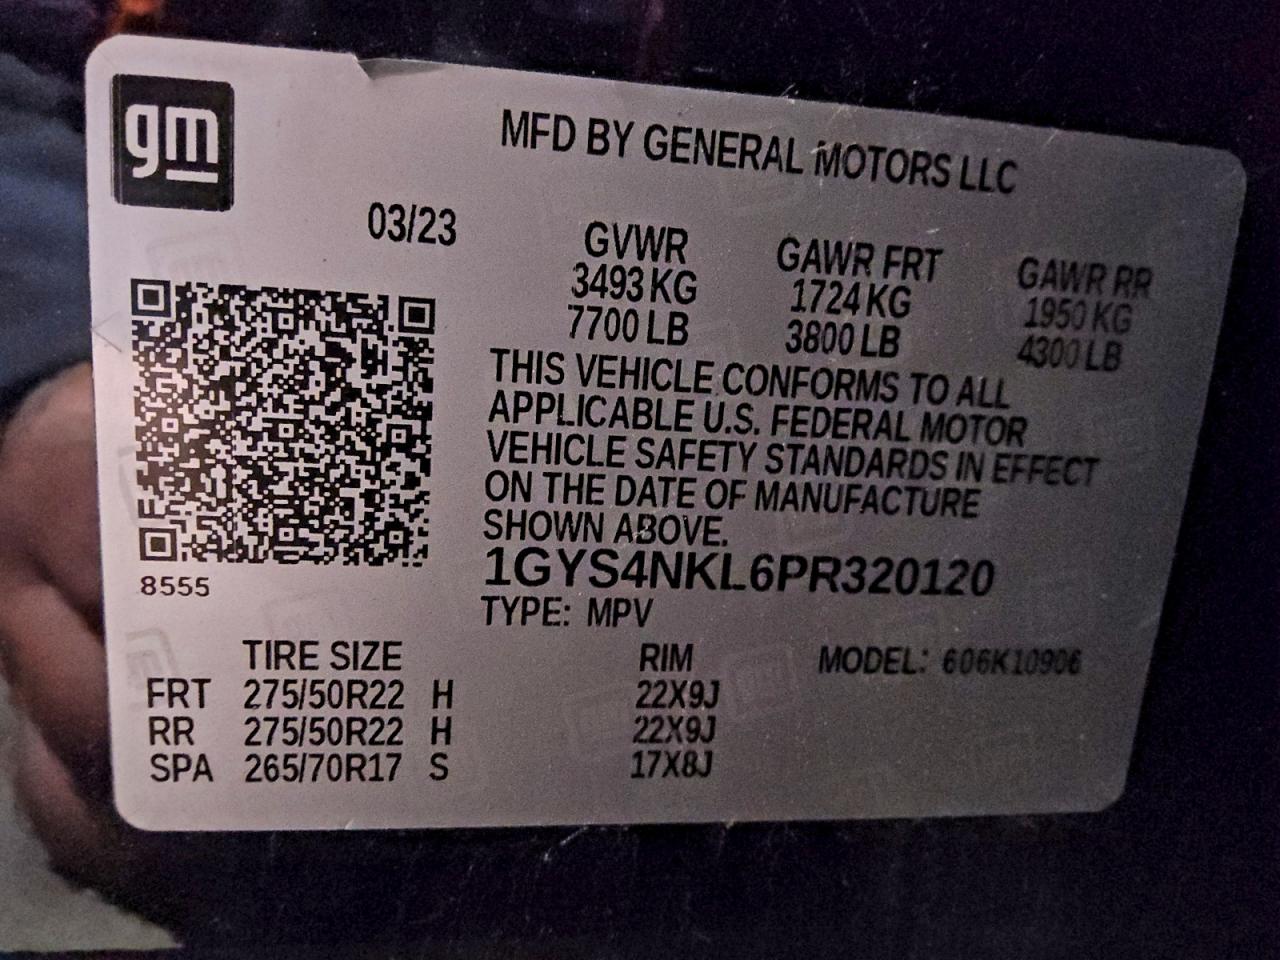 gm
MFD BY GENERAL MOTORS LLC
03/23
GVWR GAWR FRT GAWR RR
3493 KG 1724 KG 1950 KG
7700 LB 3800 LB 4300 LB
THIS VEHICLE CONFORMS TO ALL
APPLICABLE U.S. FEDERAL MOTOR
VEHICLE SAFETY STANDARDS IN EFFECT
ON THE DATE OF MANUFACTURE
SHOWN ABOVE.
1GYS4NKL6PR320120
8555
TYPE: MPV
TIRE SIZE RIM MODEL: 606K10906
FRT 275/50R22 H 22X9J
RR 275/50R22 H 22X9J
SPA 265/70R17 S 17X8J